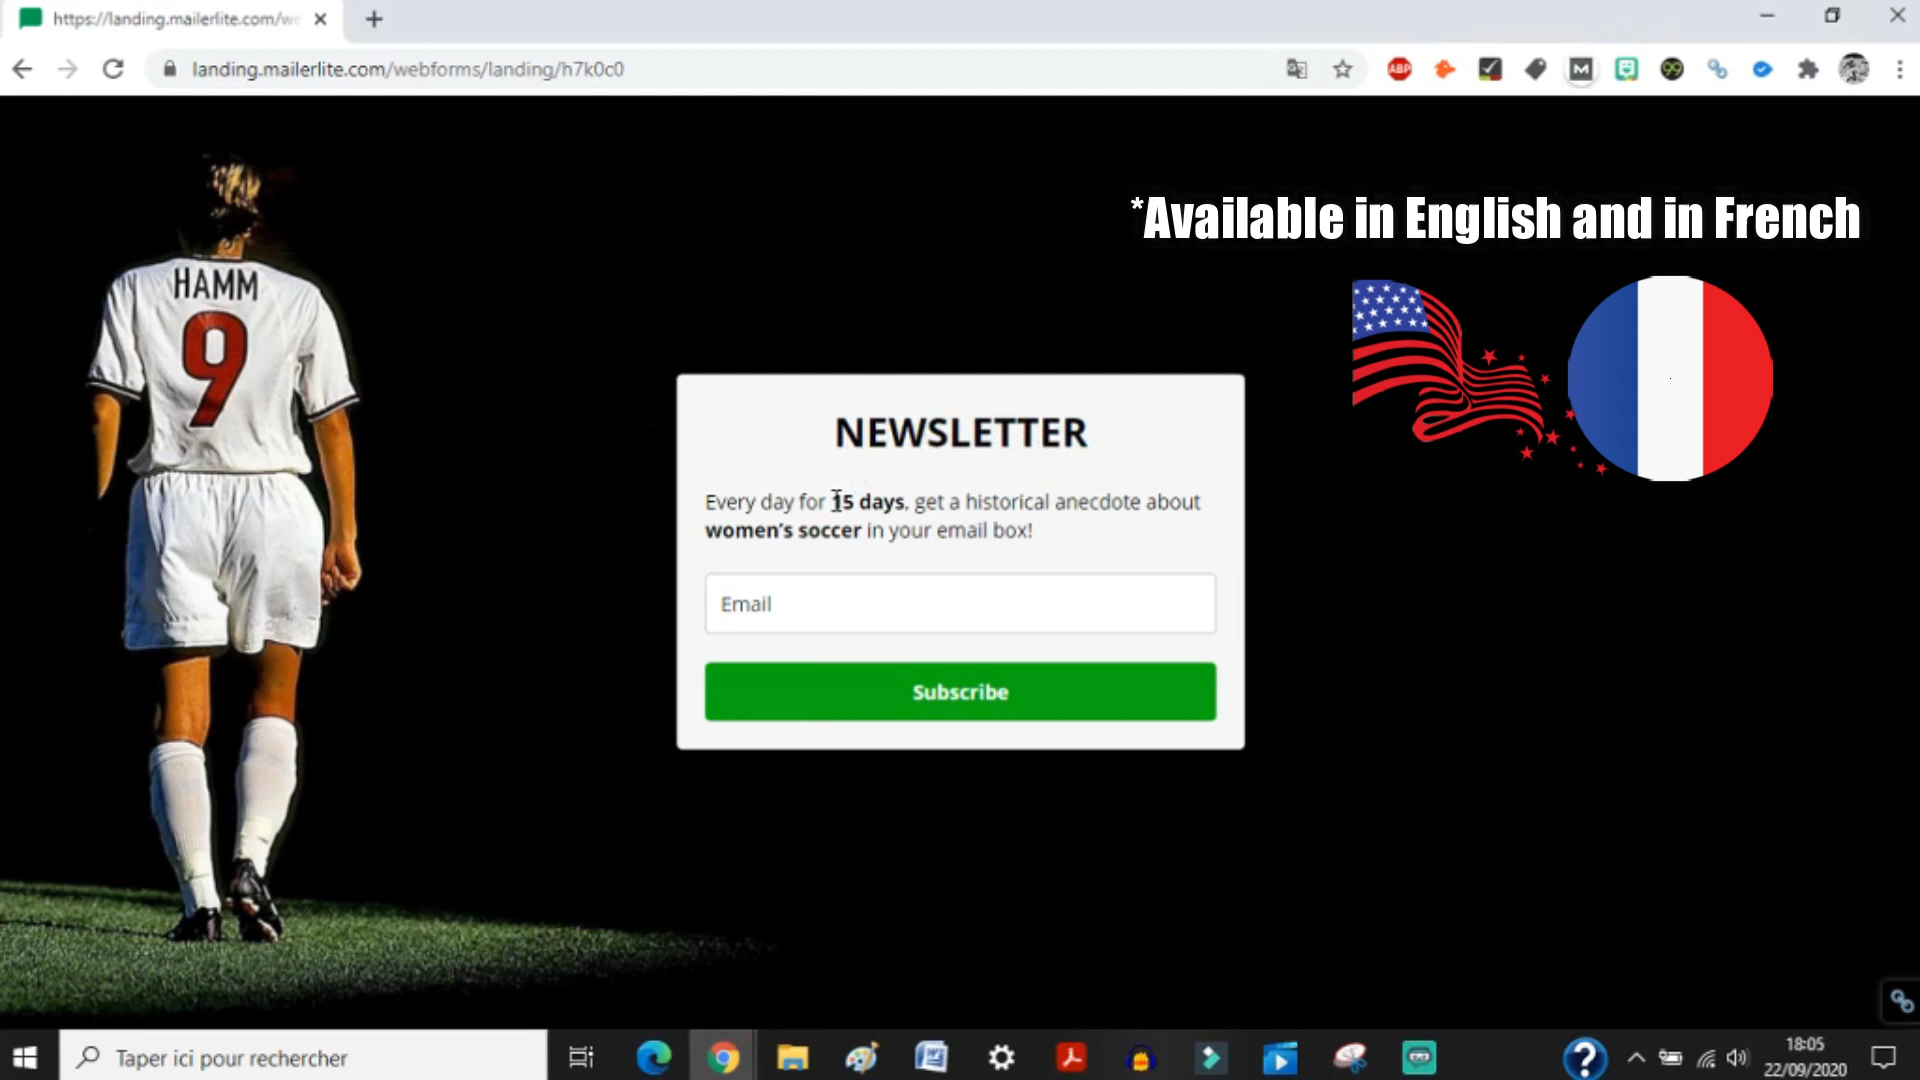 https://landing.mailerlite.com/we
landing.mailerlite.com/webforms/landing/h7k0c0
ABP
M
99
*Available in English and in French
HAMM
9
NEWSLETTER
Every day for 15 days, get a historical anecdote about
women's soccer in your email box!
Email
Subscribe
Taper ici pour rechercher
?
18:05
22/09/2020